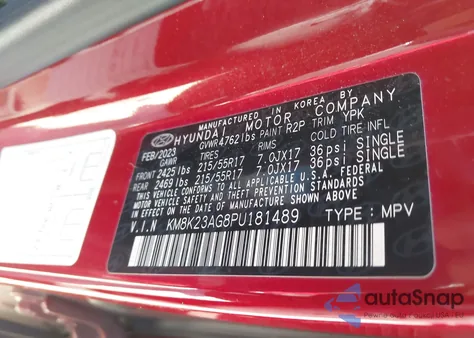 MANUFACTURED IN KOREA BY
HYUNDAI MOTOR COMPANY
FEB/2023 GVWR4762lbs PAINT R2P TRIM YPK
GAWR TIRES RIMS COLD TIRE INFL
FRONT 2425 lbs 215/55R17 7.0JX17 36psi SINGLE
REAR 2469 lbs 215/55R17 7.0JX17 36psi SINGLE
THIS VEHICLE CONFORMS TO ALL APPLICABLE U.S.A. FEDERAL
MOTOR VEHICLE SAFETY, BUMPER, AND THEFT PREVENTION
STANDARDS IN EFFECT ON THE DATE OF MANUFACTURE
SHOWN ABOVE.
V.I.N KM8K23AG8PU181489 TYPE : MPV
autoSnap